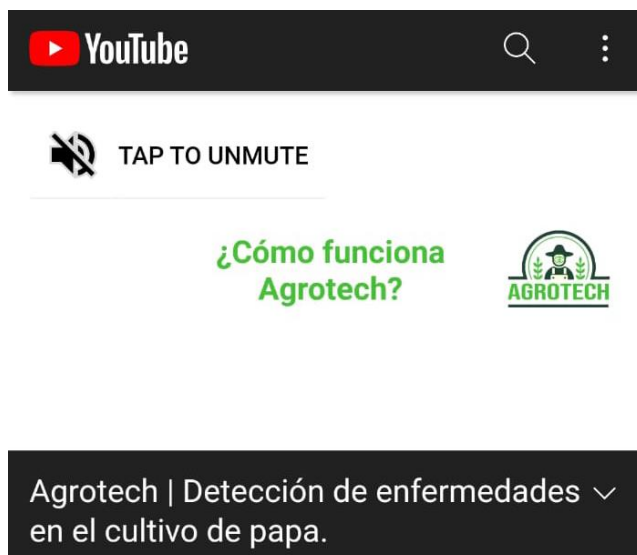 YouTube
TAP TO UNMUTE
¿Cómo funciona
Agrotech?
AGROTECH
Agrotech | Detección de enfermedades
en el cultivo de papa.